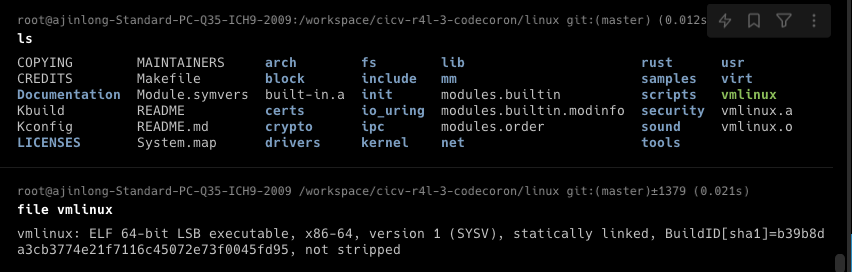 root@ajinlong-Standard-PC-Q35-ICH9-2009:/workspace/cicv-r4l-3-codecoron/linux git:(master) (0.012s
ls
COPYING MAINTAINERS arch fs lib rust usr
CREDITS Makefile block include mm samples virt
Documentation Module.symvers built-in.a init modules.builtin scripts vmlinux
Kbuild README certs io_uring modules.builtin.modinfo security vmlinux.a
Kconfig README.md crypto ipc modules.order sound vmlinux.o
LICENSES System.map drivers kernel net tools
root@ajinlong-Standard-PC-Q35-ICH9-2009 /workspace/cicv-r4l-3-codecoron/linux git:(master)±1379 (0.021s)
file vmlinux
vmlinux: ELF 64-bit LSB executable, x86-64, version 1 (SYSV), statically linked, BuildID[sha1]=b39b8d
a3cb3774e21f7116c45072e73f0045fd95, not stripped